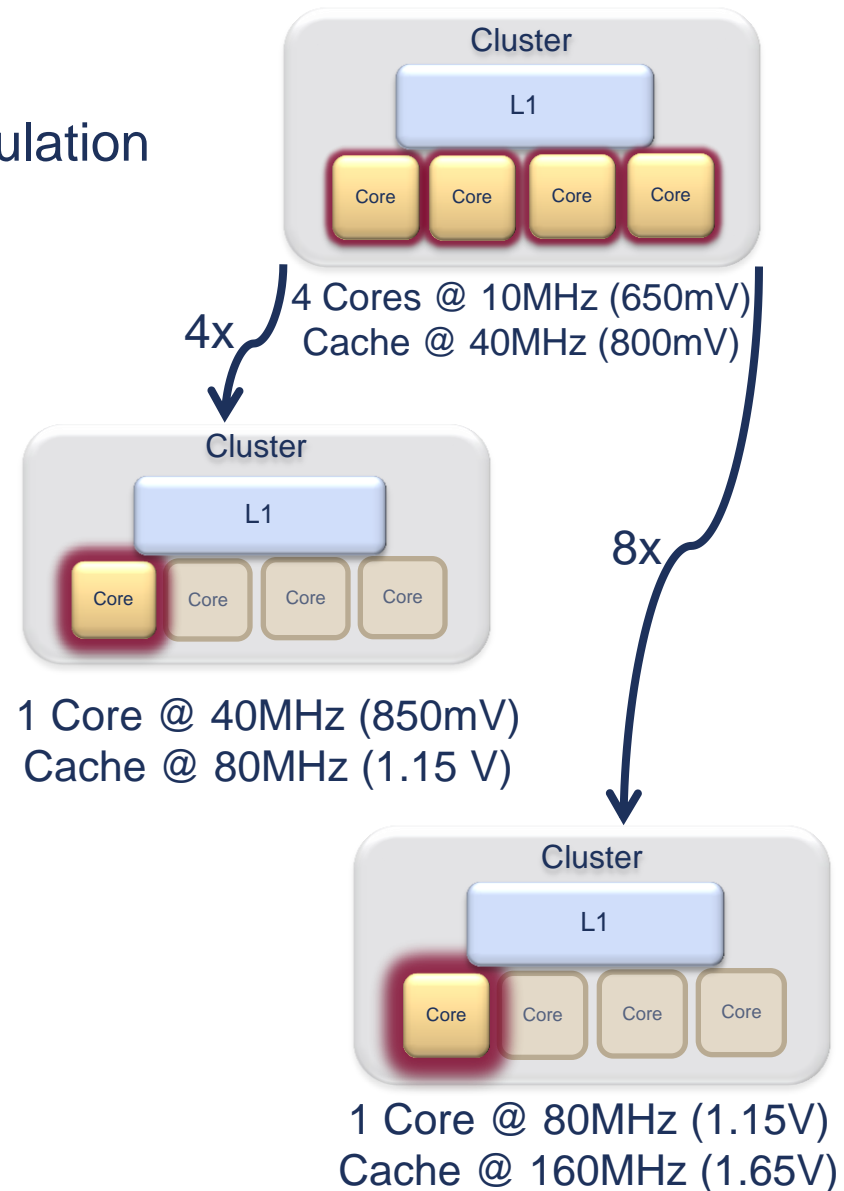 Cluster
L1
ulation
Core Core Core Core
4 Cores @ 10MHz (650mV)
4x
Cache @ 40MHz (800mV)
Cluster
L1
8x
Core Core Core Core
1 Core @ 40MHz (850mV)
Cache @ 80MHz (1.15 V)
Cluster
L1
Core Core Core Core
1 Core @ 80MHz (1.15V)
Cache @ 160MHz (1.65V)